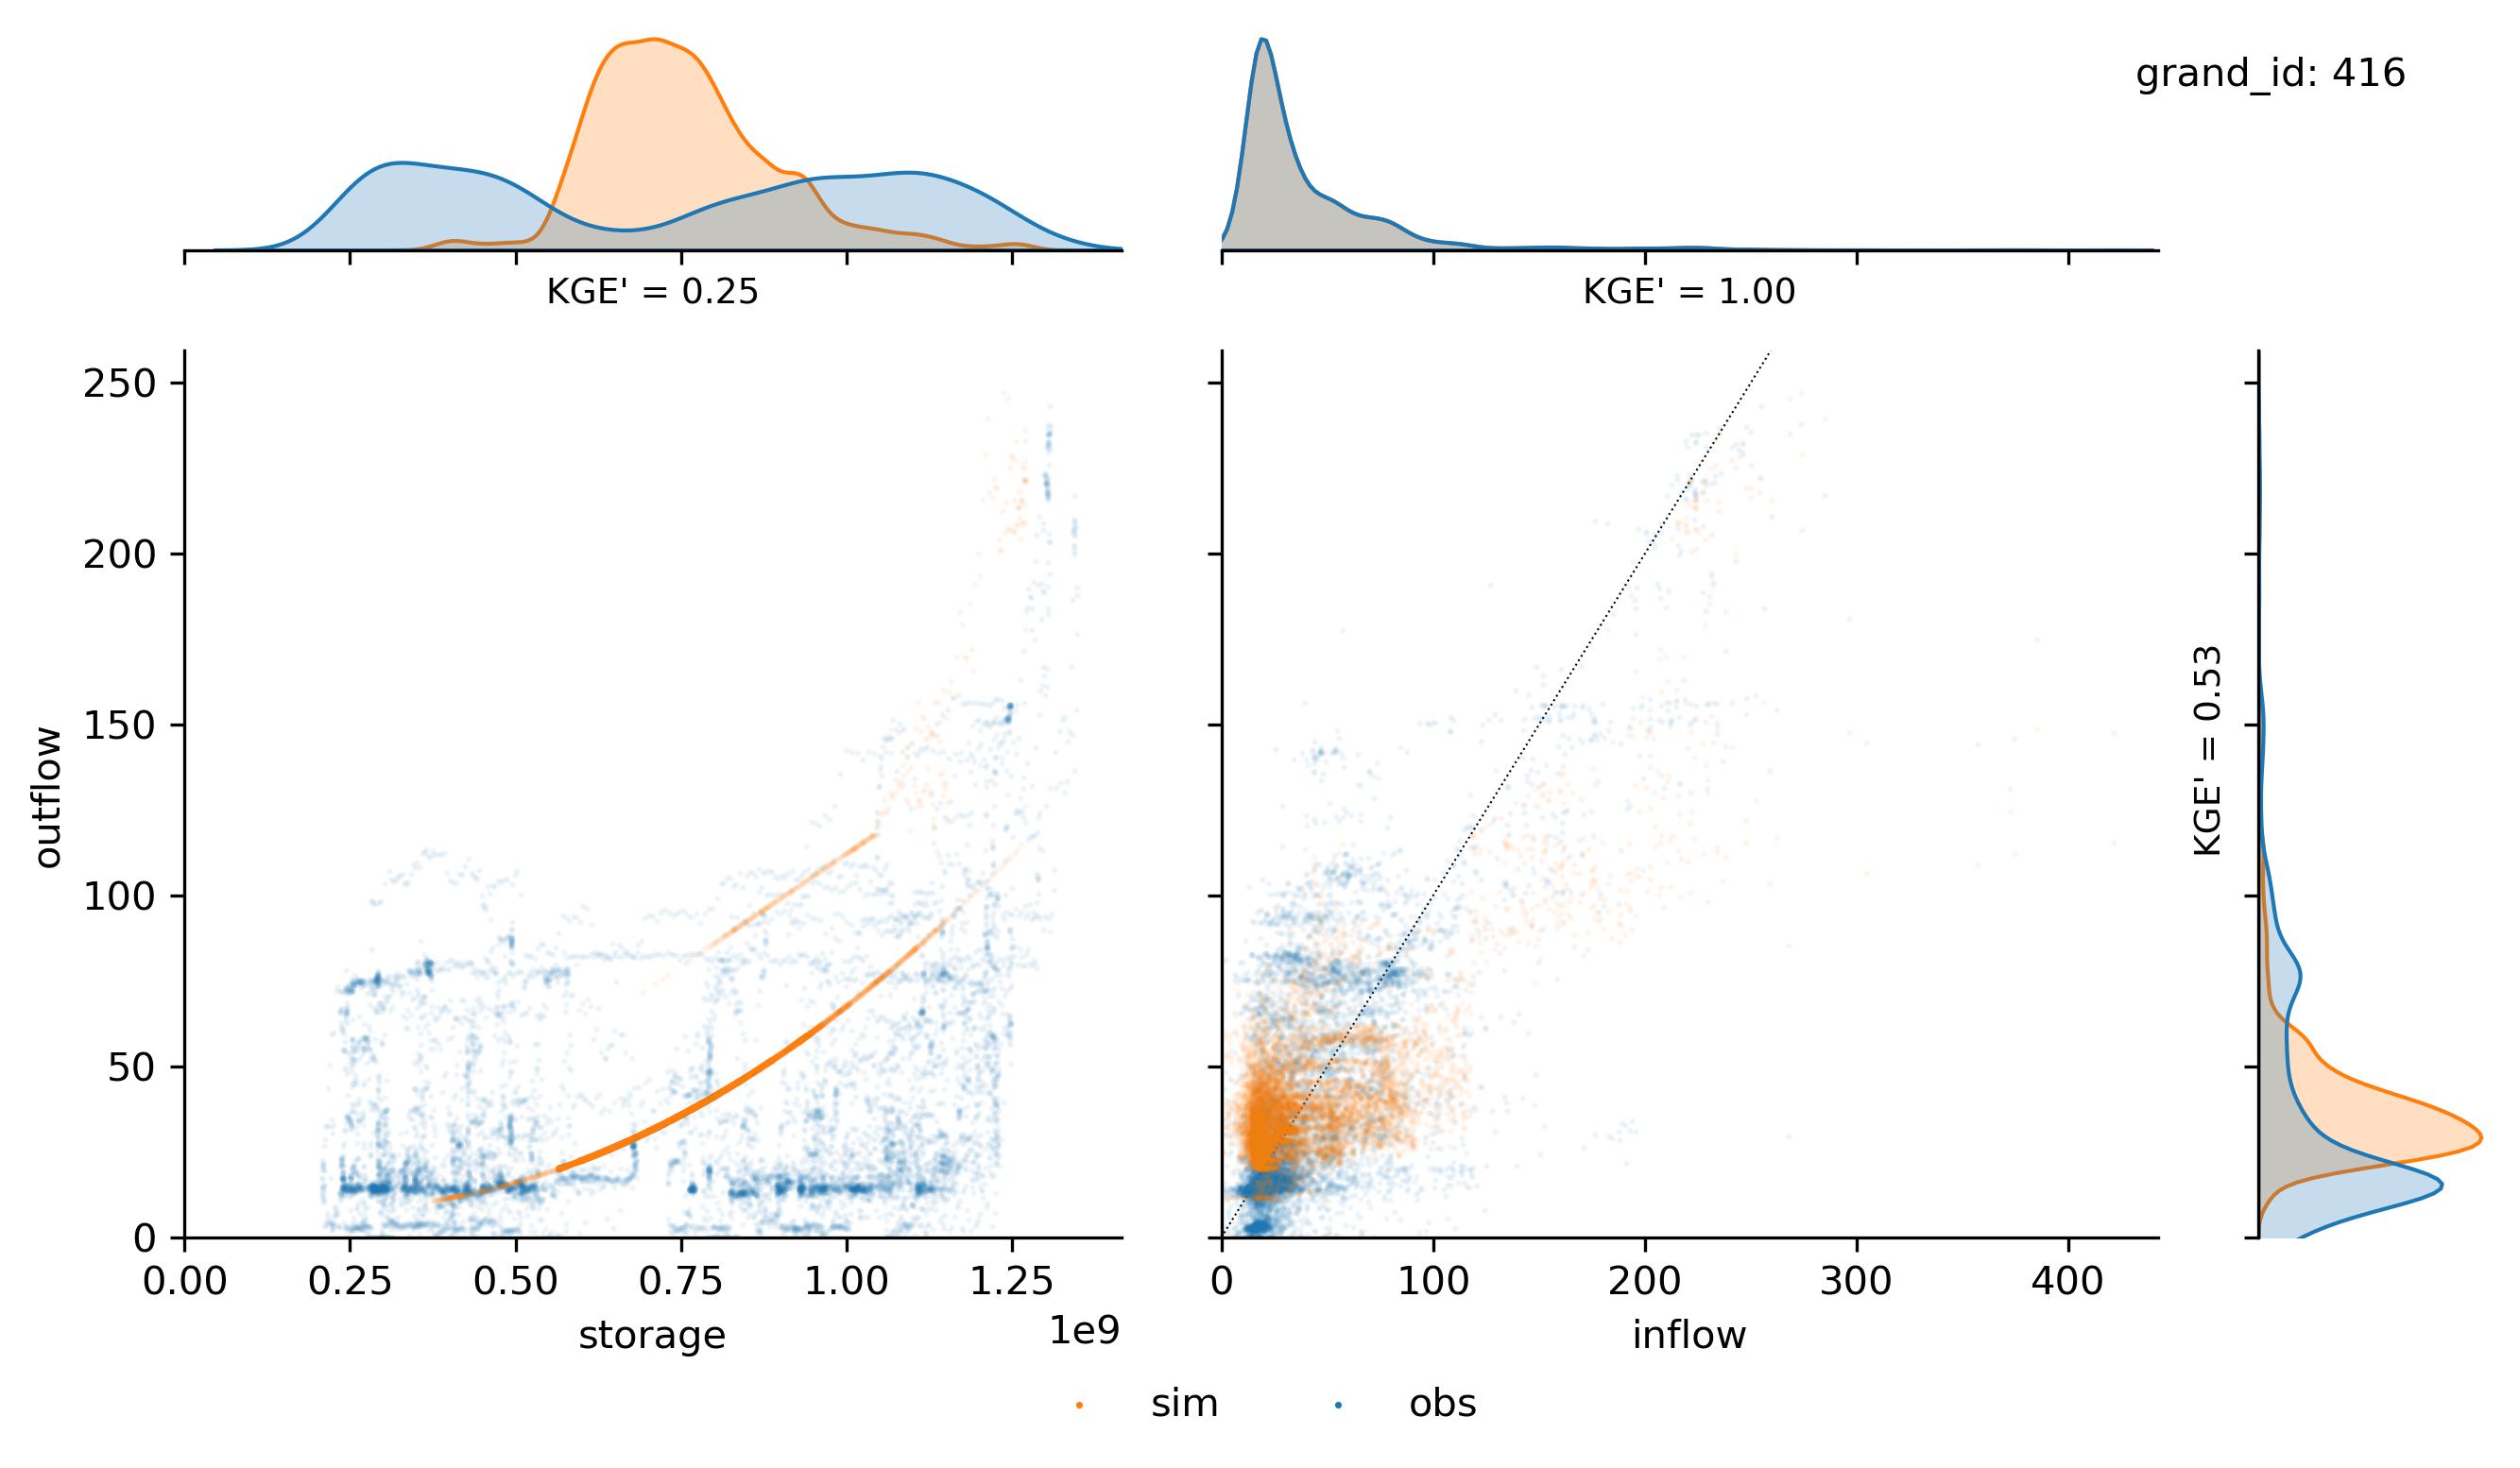 grand_id: 416
KGE' = 0.25
KGE' = 1.00
outflow
250
200
150
100
50
0
0.00 0.25 0.50 0.75 1.00 1.25
1e9
storage
0 100 200 300 400
inflow
KGE' = 0.53
sim obs